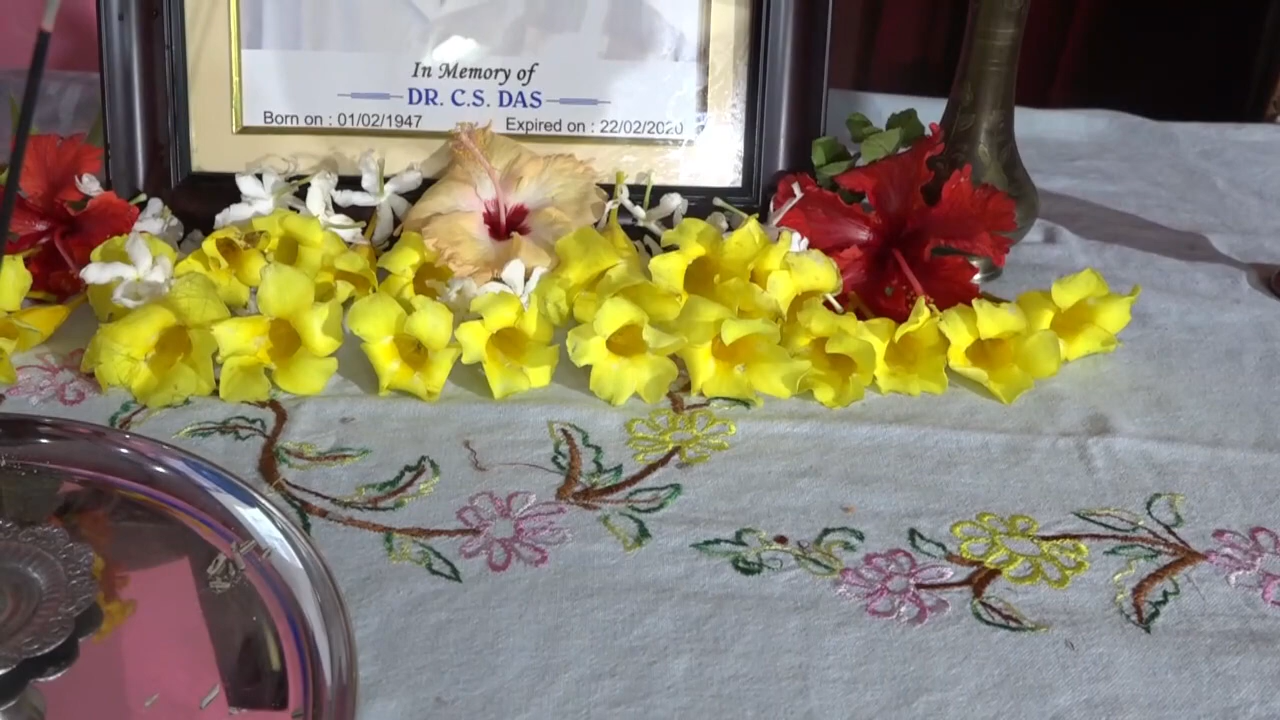 In Memory of
DR. C.S. DAS
Born on : 01/02/1947 Expired on : 22/02/2020